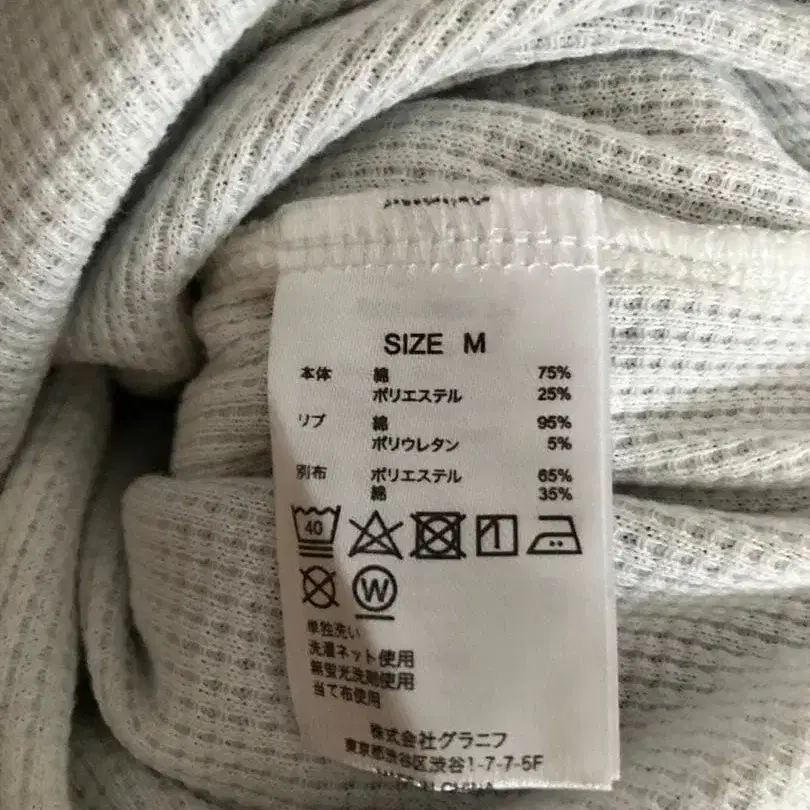 SIZE M
本体 綿 75%
ポリエステル 25%
リブ 綿 95%
ポリウレタン 5%
別布 ポリエステル 65%
綿 35%
40
W
単独洗い
洗濯ネット使用
無蛍光洗剤使用
当て布使用
株式会社グラニフ
東京都渋谷区渋谷1-7-7-5F
MADE IN CHINA